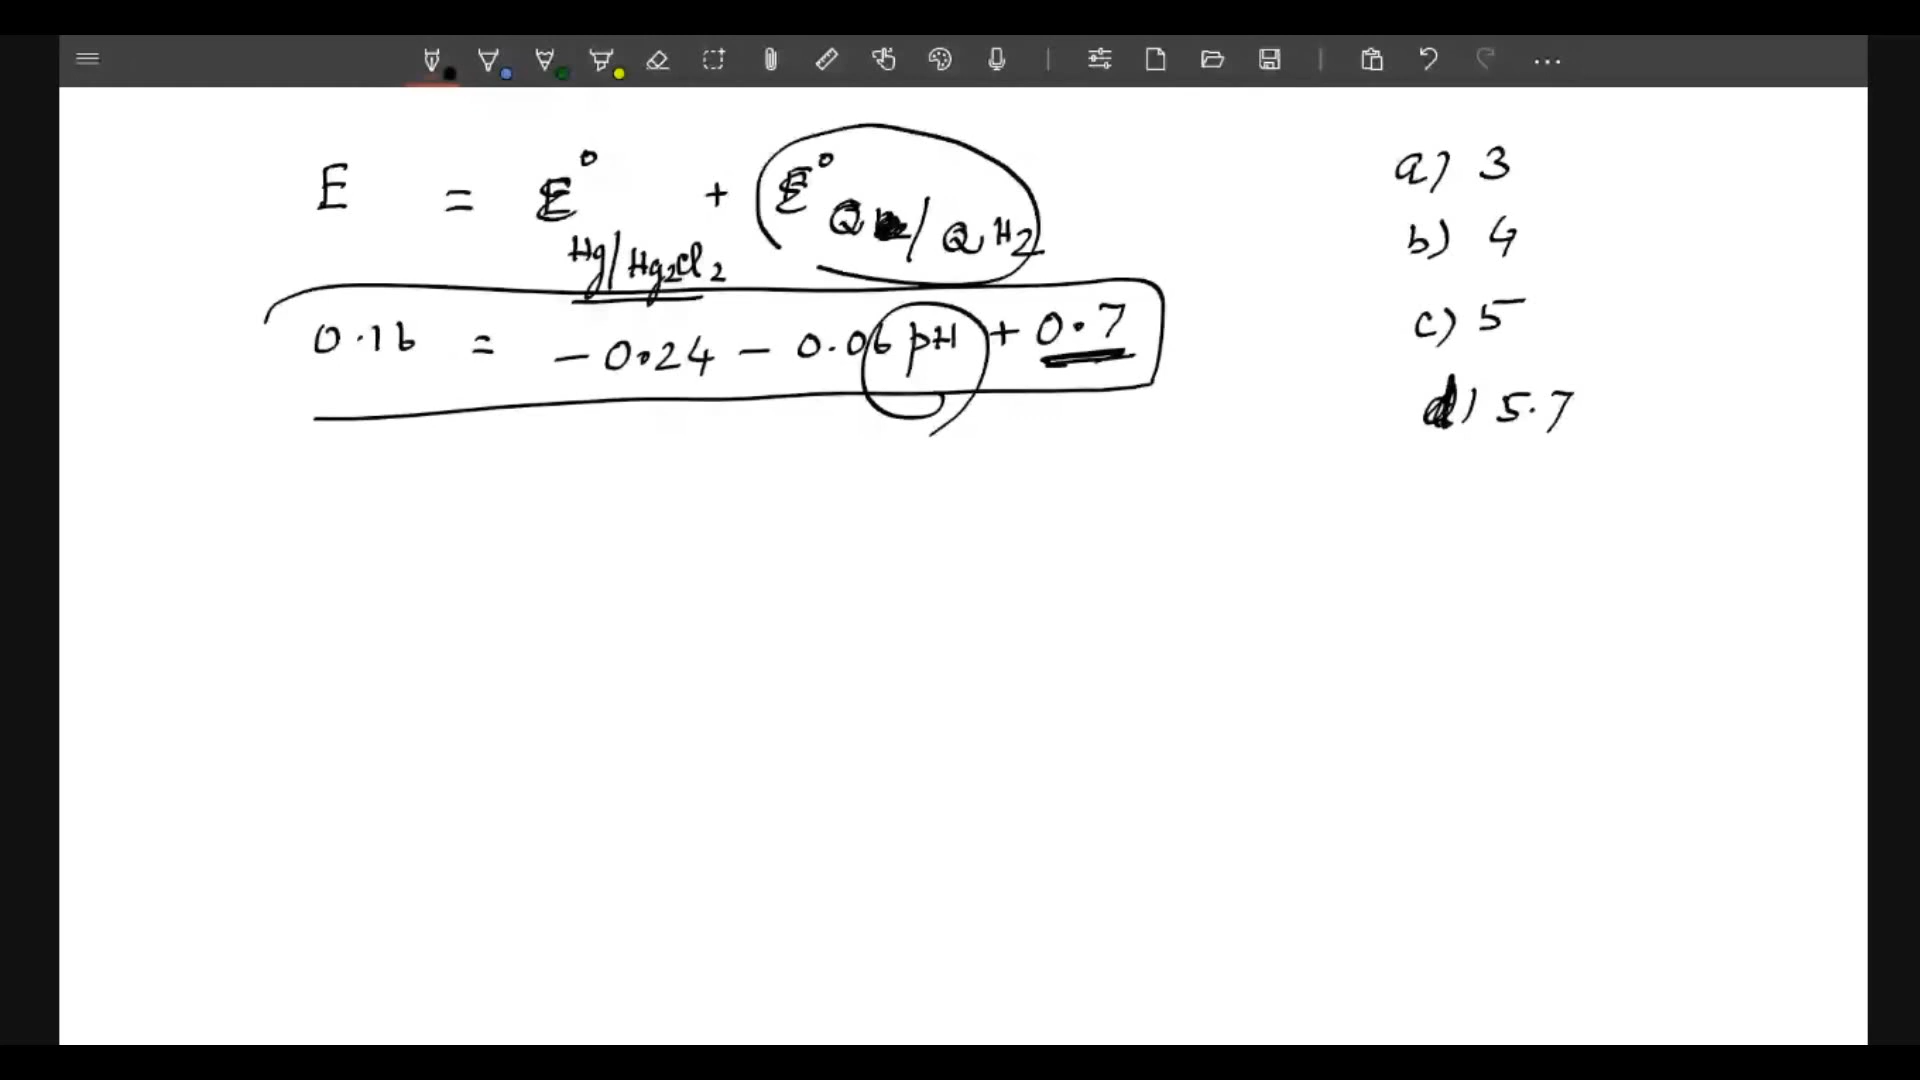 E = E° Hg/Hg₂Cl₂ + E° Q/QH₂
0.16 = - 0.24 - 0.06 pH + 0.7
a) 3
b) 4
c) 5
d) 5.7